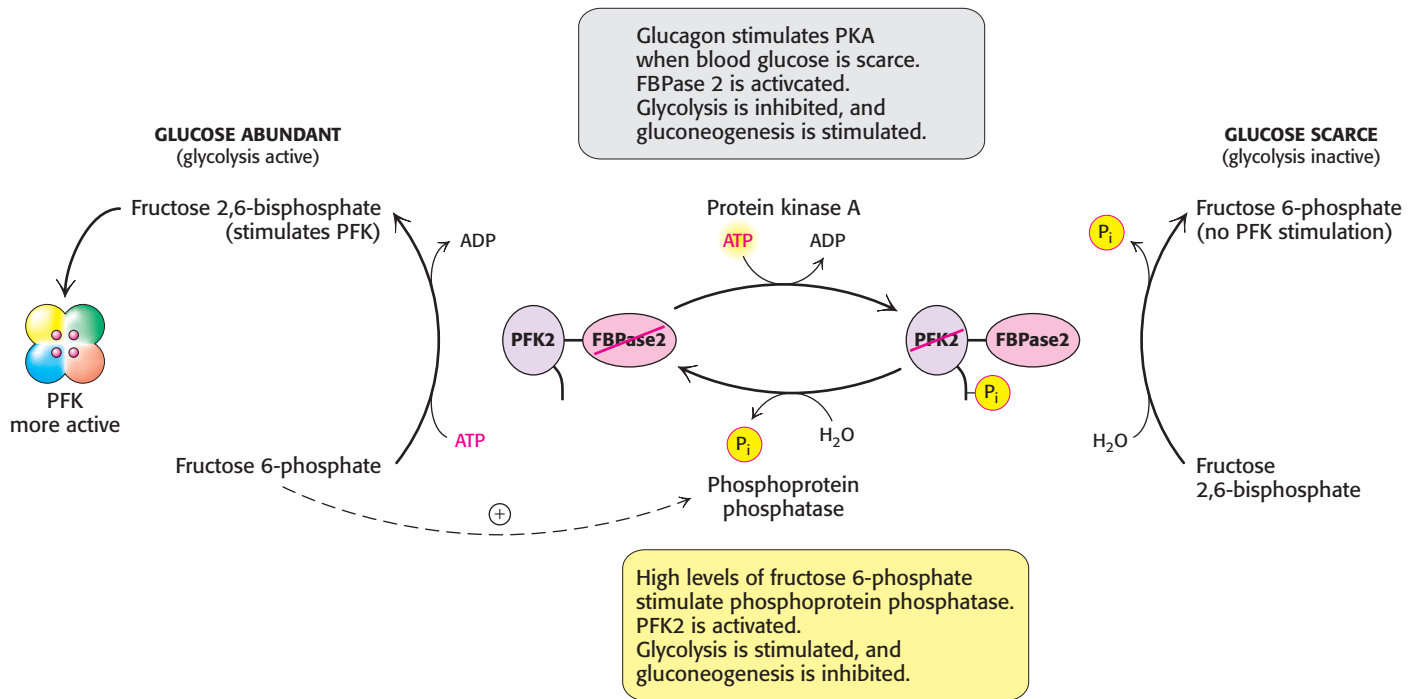 Glucagon stimulates PKA
when blood glucose is scarce.
FBPase 2 is activcated.
Glycolysis is inhibited, and
gluconeogenesis is stimulated.
GLUCOSE ABUNDANT
(glycolysis active)
GLUCOSE SCARCE
(glycolysis inactive)
Fructose 2,6-bisphosphate
(stimulates PFK)
ADP
Protein kinase A
ATP
ADP
Pi
Fructose 6-phosphate
(no PFK stimulation)
PFK2
FBPase2
PFK2
FBPase2
Pi
PFK
more active
ATP
Fructose 6-phosphate
Pi
H2O
Phosphoprotein
phosphatase
H2O
Fructose
2,6-bisphosphate
+
High levels of fructose 6-phosphate
stimulate phosphoprotein phosphatase.
PFK2 is activated.
Glycolysis is stimulated, and
gluconeogenesis is inhibited.